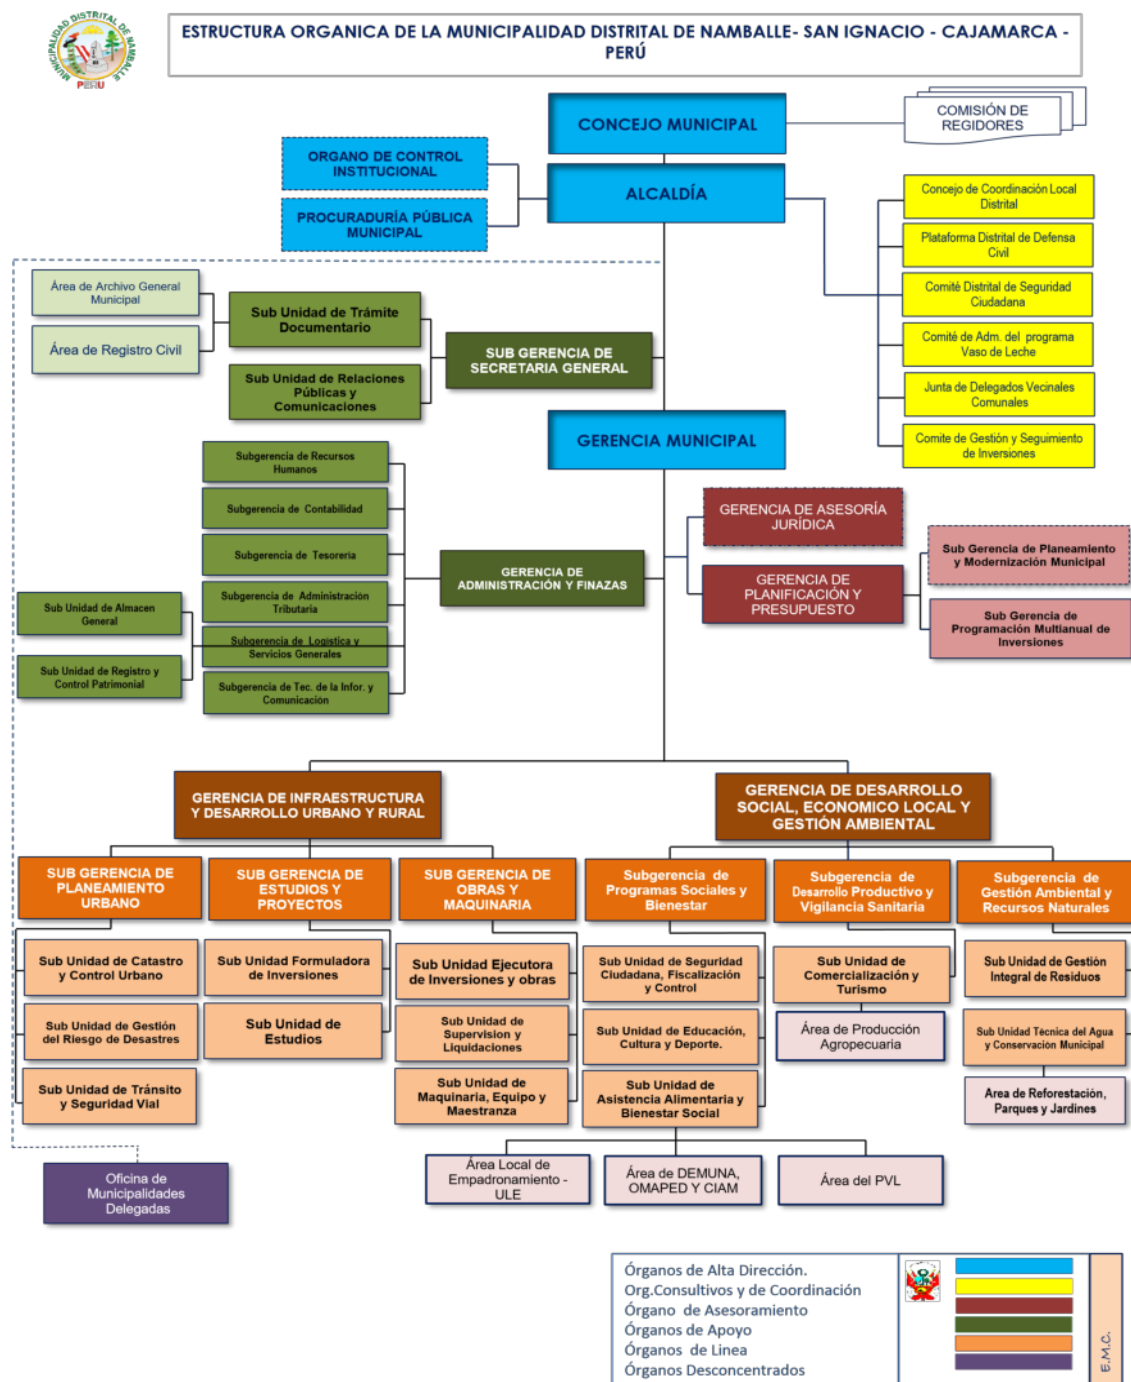 MUNICIPALIDAD DISTRITAL DE NAMBALLE
PERU
ESTRUCTURA ORGANICA DE LA MUNICIPALIDAD DISTRITAL DE NAMBALLE- SAN IGNACIO - CAJAMARCA -
PERÚ
CONCEJO MUNICIPAL
COMISIÓN DE
REGIDORES
ORGANO DE CONTROL
INSTITUCIONAL
ALCALDÍA
PROCURADURÍA PÚBLICA
MUNICIPAL
Concejo de Coordinación Local
Distrital
Plataforma Distrital de Defensa
Civil
Comité Distrital de Seguridad
Ciudadana
Comité de Adm. del programa
Vaso de Leche
Junta de Delegados Vecinales
Comunales
Comite de Gestión y Seguimiento
de Inversiones
Área de Archivo General
Municipal
Área de Registro Civil
Sub Unidad de Trámite
Documentario
Sub Unidad de Relaciones
Públicas y
Comunicaciones
SUB GERENCIA DE
SECRETARIA GENERAL
GERENCIA MUNICIPAL
Subgerencia de Recursos
Humanos
Subgerencia de Contabilidad
Subgerencia de Tesoreria
Subgerencia de Administración
Tributaria
Subgerencia de Logística y
Servicios Generales
Subgerencia de Tec. de la Infor. y
Comunicación
Sub Unidad de Almacen
General
Sub Unidad de Registro y
Control Patrimonial
GERENCIA DE
ADMINISTRACIÓN Y FINAZAS
GERENCIA DE ASESORÍA
JURÍDICA
GERENCIA DE
PLANIFICACIÓN Y
PRESUPUESTO
Sub Gerencia de Planeamiento
y Modernización Municipal
Sub Gerencia de
Programación Multianual de
Inversiones
GERENCIA DE INFRAESTRUCTURA
Y DESARROLLO URBANO Y RURAL
GERENCIA DE DESARROLLO
SOCIAL, ECONOMICO LOCAL Y
GESTIÓN AMBIENTAL
SUB GERENCIA DE
PLANEAMIENTO
URBANO
SUB GERENCIA DE
ESTUDIOS Y
PROYECTOS
SUB GERENCIA DE
OBRAS Y
MAQUINARIA
Subgerencia de
Programas Sociales y
Bienestar
Subgerencia de
Desarrollo Productivo y
Vigilancia Sanitaria
Subgerencia de
Gestión Ambiental y
Recursos Naturales
Sub Unidad de Catastro
y Control Urbano
Sub Unidad de Gestión
del Riesgo de Desastres
Sub Unidad de Tránsito
y Seguridad Vial
Sub Unidad Formuladora
de Inversiones
Sub Unidad de
Estudios
Sub Unidad Ejecutora
de Inversiones y obras
Sub Unidad de
Supervision y
Liquidaciones
Sub Unidad de
Maquinaria, Equipo y
Maestranza
Sub Unidad de Seguridad
Ciudadana, Fiscalización
y Control
Sub Unidad de Educación,
Cultura y Deporte.
Sub Unidad de
Asistencia Alimentaria y
Bienestar Social
Sub Unidad de
Comercialización y
Turismo
Área de Producción
Agropecuaria
Sub Unidad de Gestión
Integral de Residuos
Sub Unidad Tecnica del Agua
y Conservación Municipal
Area de Reforestación,
Parques y Jardines
Área Local de
Empadronamiento -
ULE
Área de DEMUNA,
OMAPED Y CIAM
Área del PVL
Oficina de
Municipalidades
Delegadas
Órganos de Alta Dirección.
Org.Consultivos y de Coordinación
Órgano de Asesoramiento
Órganos de Apoyo
Órganos de Linea
Órganos Desconcentrados
E.M.C.